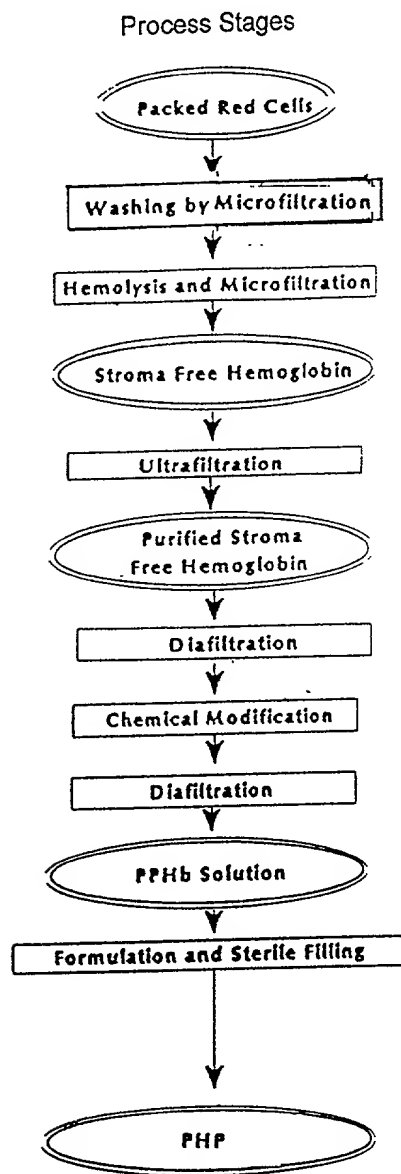 Process Stages
Packed Red Cells
Washing by Microfiltration
Hemolysis and Microfiltration
Stroma Free Hemoglobin
Ultrafiltration
Purified Stroma
Free Hemoglobin
Diafiltration
Chemical Modification
Diafiltration
PPHb Solution
Formulation and Sterile Filling
PHP